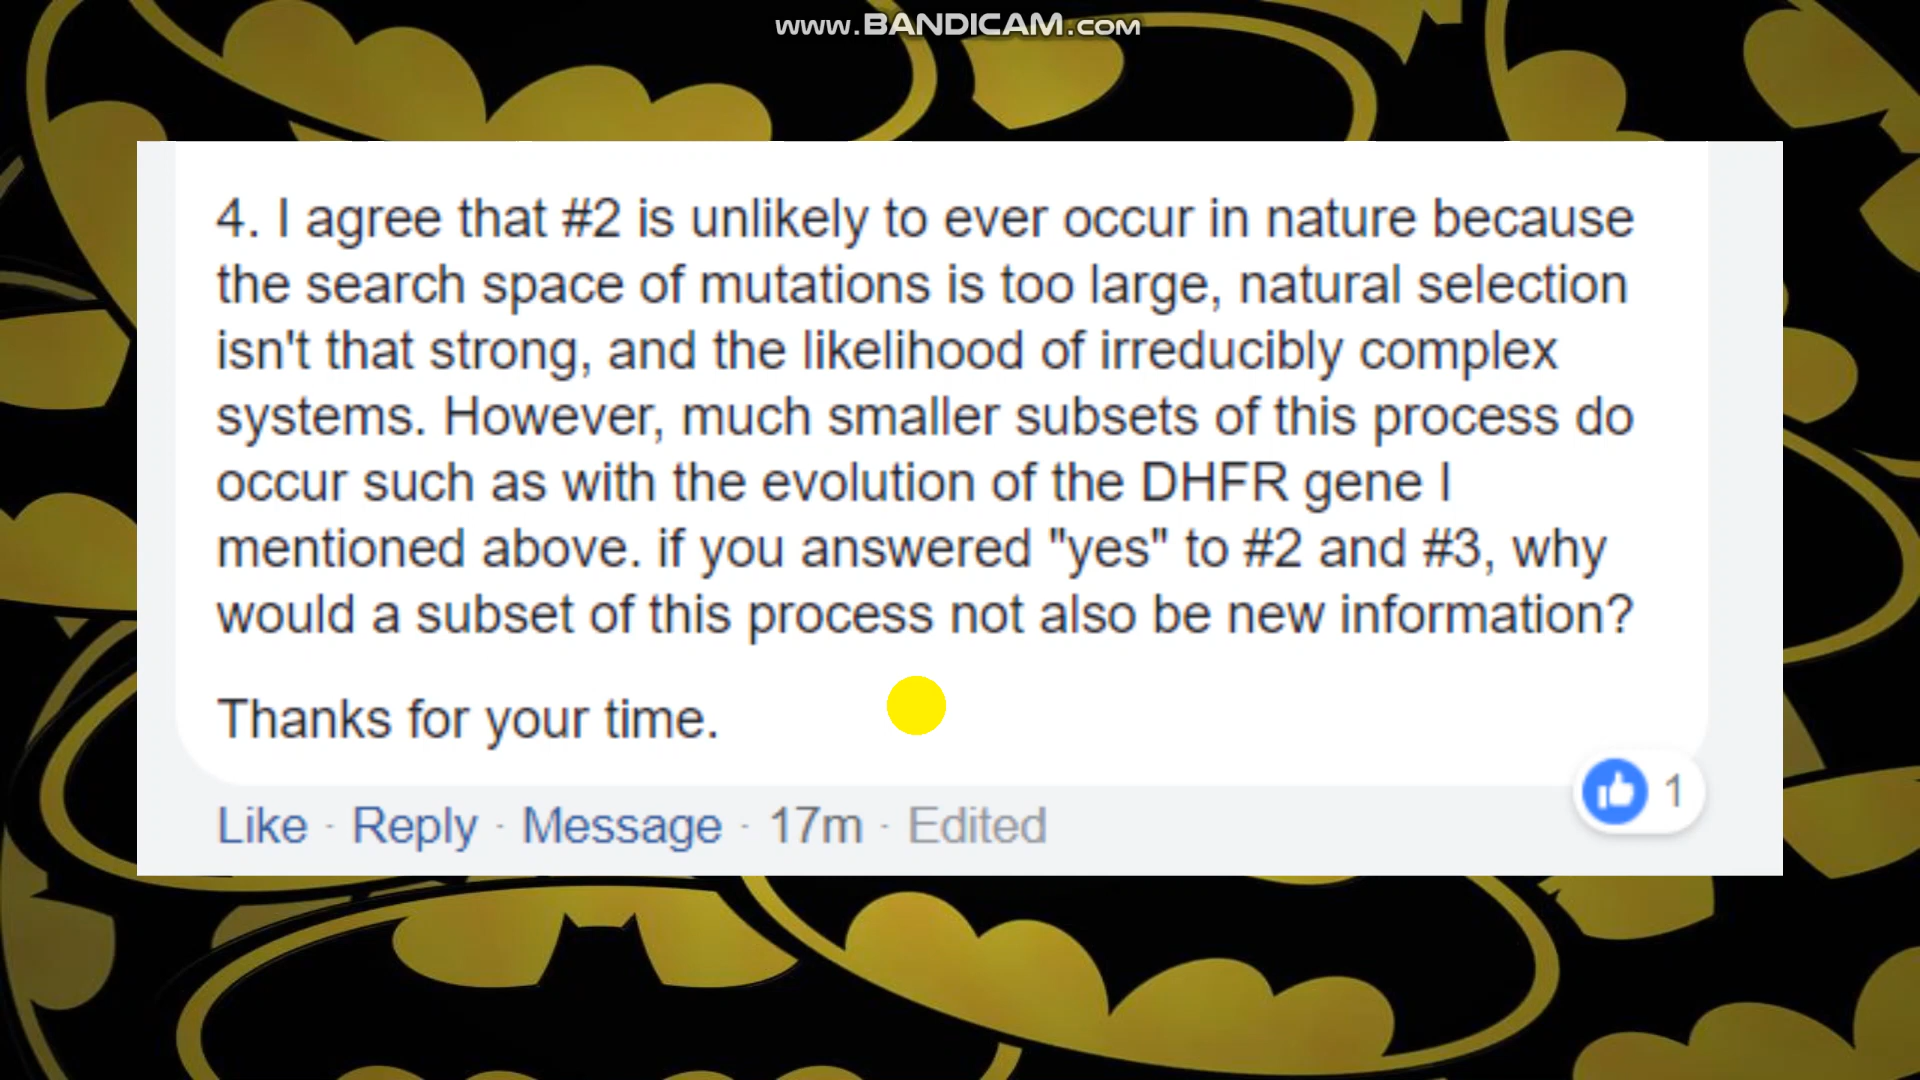 www.BANDICAM.com
4. I agree that #2 is unlikely to ever occur in nature because
the search space of mutations is too large, natural selection
isn't that strong, and the likelihood of irreducibly complex
systems. However, much smaller subsets of this process do
occur such as with the evolution of the DHFR gene I
mentioned above. if you answered "yes" to #2 and #3, why
would a subset of this process not also be new information?
Thanks for your time.
1
Like · Reply · Message · 17m · Edited